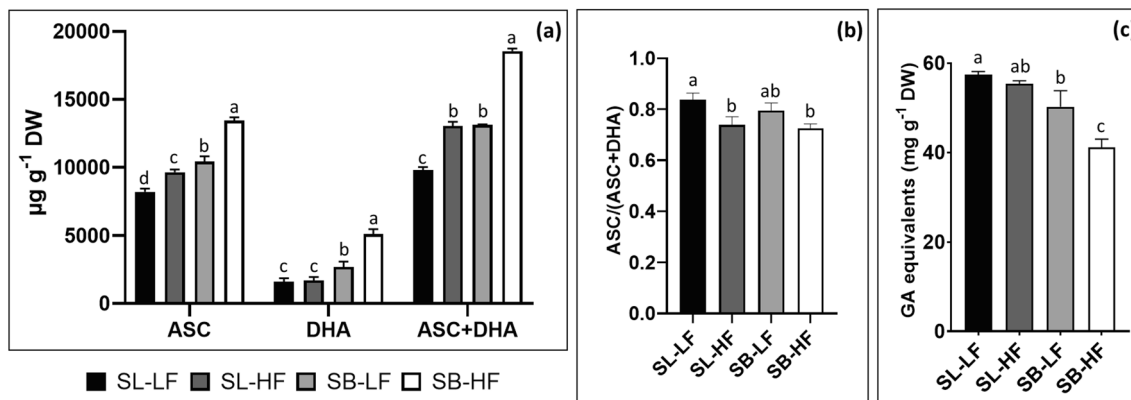 (a)
µg g⁻¹ DW
20000
15000
10000
5000
0
d
c
b
a
c
c
b
a
c
b
b
a
ASC
DHA
ASC+DHA
SL-LF
SL-HF
SB-LF
SB-HF
(b)
ASC/(ASC+DHA)
1.0
0.8
0.6
0.4
0.2
0.0
a
b
ab
b
SL-LF
SL-HF
SB-LF
SB-HF
(c)
GA equivalents (mg g⁻¹ DW)
60
40
20
0
a
ab
b
c
SL-LF
SL-HF
SB-LF
SB-HF